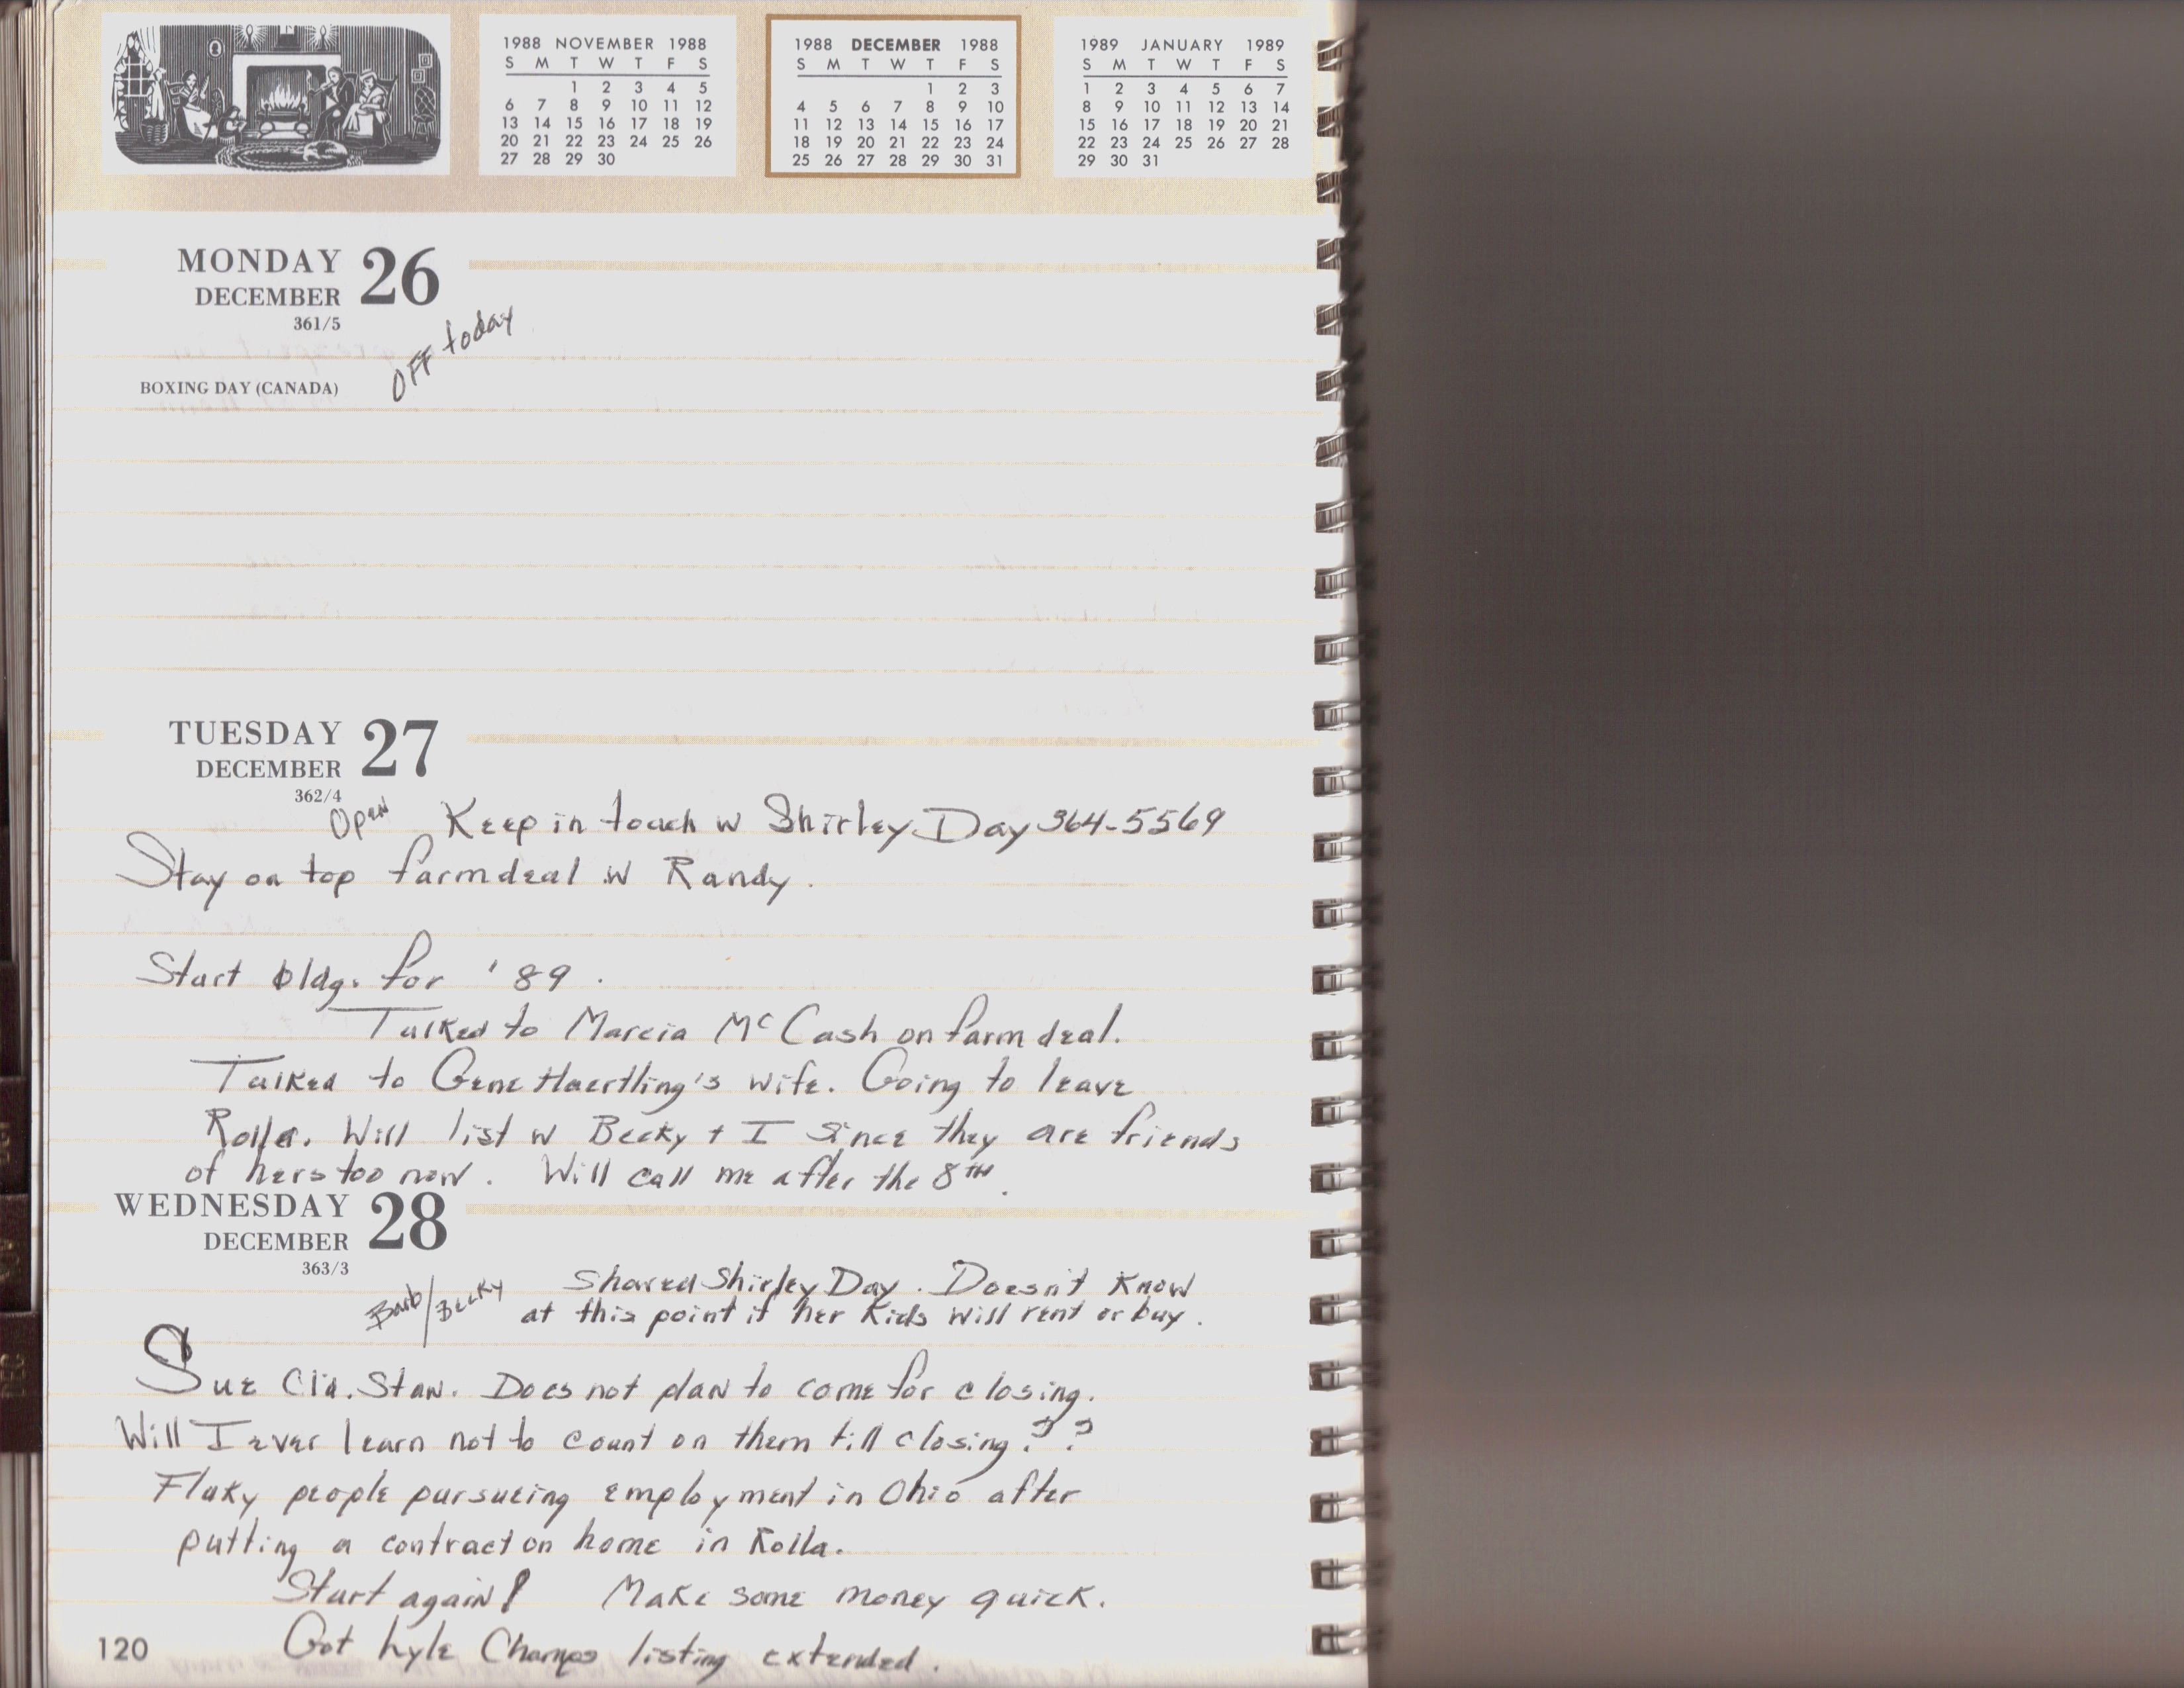 1988 NOVEMBER 1988
S M T W T F S
1 2 3 4 5
6 7 8 9 10 11 12
13 14 15 16 17 18 19
20 21 22 23 24 25 26
27 28 29 30
1988 DECEMBER 1988
S M T W T F S
1 2 3
4 5 6 7 8 9 10
11 12 13 14 15 16 17
18 19 20 21 22 23 24
25 26 27 28 29 30 31
1989 JANUARY 1989
S M T W T F S
1 2 3 4 5 6 7
8 9 10 11 12 13 14
15 16 17 18 19 20 21
22 23 24 25 26 27 28
29 30 31
MONDAY 26
DECEMBER
361/5
OFF today
BOXING DAY (CANADA)
TUESDAY 27
DECEMBER
362/4
Open Keep in touch w Shirley Day 364-5569
Stay on top farm deal w Randy.
Start bldg. for '89.
Talked to Marcia McCash on farm deal.
Talked to Gene Haertling's wife. Going to leave
Rolla. Will list w Becky + I since they are friends
of hers too now. Will call me after the 8TH.
WEDNESDAY 28
DECEMBER
363/3
Barb/Becky Shared Shirley Day. Doesn't know
at this point if her kids will rent or buy.
Sue Cld. Stan. Does not plan to come for closing.
Will I ever learn not to count on them till closing???
Flaky people pursueing employment in Ohio after
putting a contract on home in Rolla.
Start again! Make some money quick.
Got Lyle listing extended.
120
DEC